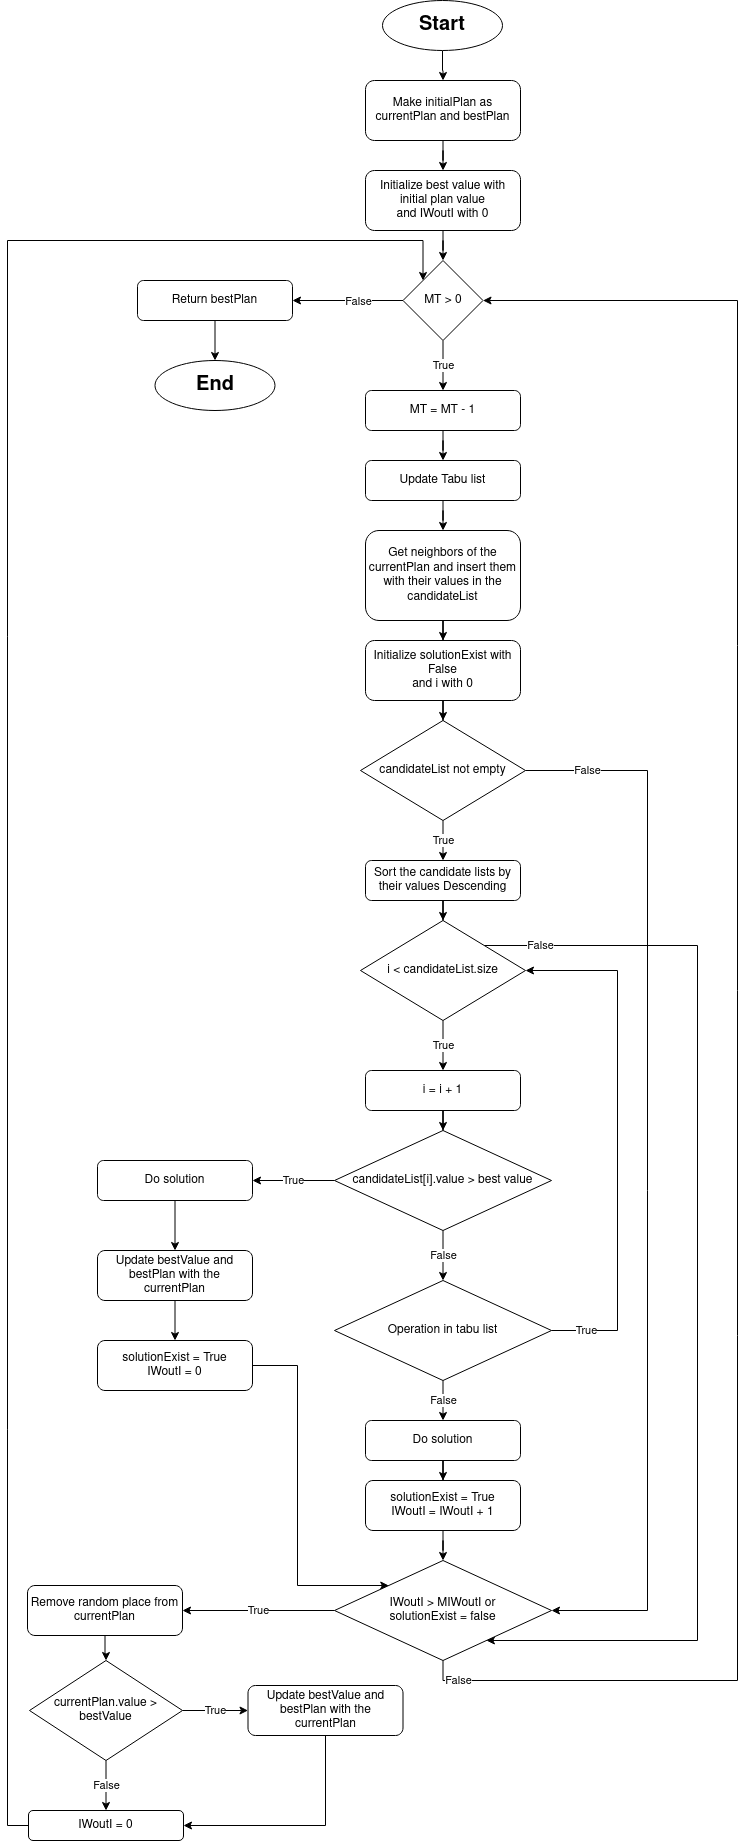 Start
Make initialPlan as
currentPlan and bestPlan
Initialize best value with
initial plan value
and IWoutI with 0
MT > 0
False
Return bestPlan
End
True
MT = MT - 1
Update Tabu list
Get neighbors of the
currentPlan and insert them
with their values in the
candidateList
Initialize solutionExist with
False
and i with 0
candidateList not empty
False
True
Sort the candidate lists by
their values Descending
False
i < candidateList.size
True
i = i + 1
candidateList[i].value > best value
True
Do solution
Update bestValue and
bestPlan with the
currentPlan
solutionExist = True
IWoutI = 0
False
Operation in tabu list
True
False
Do solution
solutionExist = True
IWoutI = IWoutI + 1
IWoutI > MIWoutI or
solutionExist = false
True
False
Remove random place from
currentPlan
currentPlan.value >
bestValue
True
Update bestValue and
bestPlan with the
currentPlan
False
IWoutI = 0